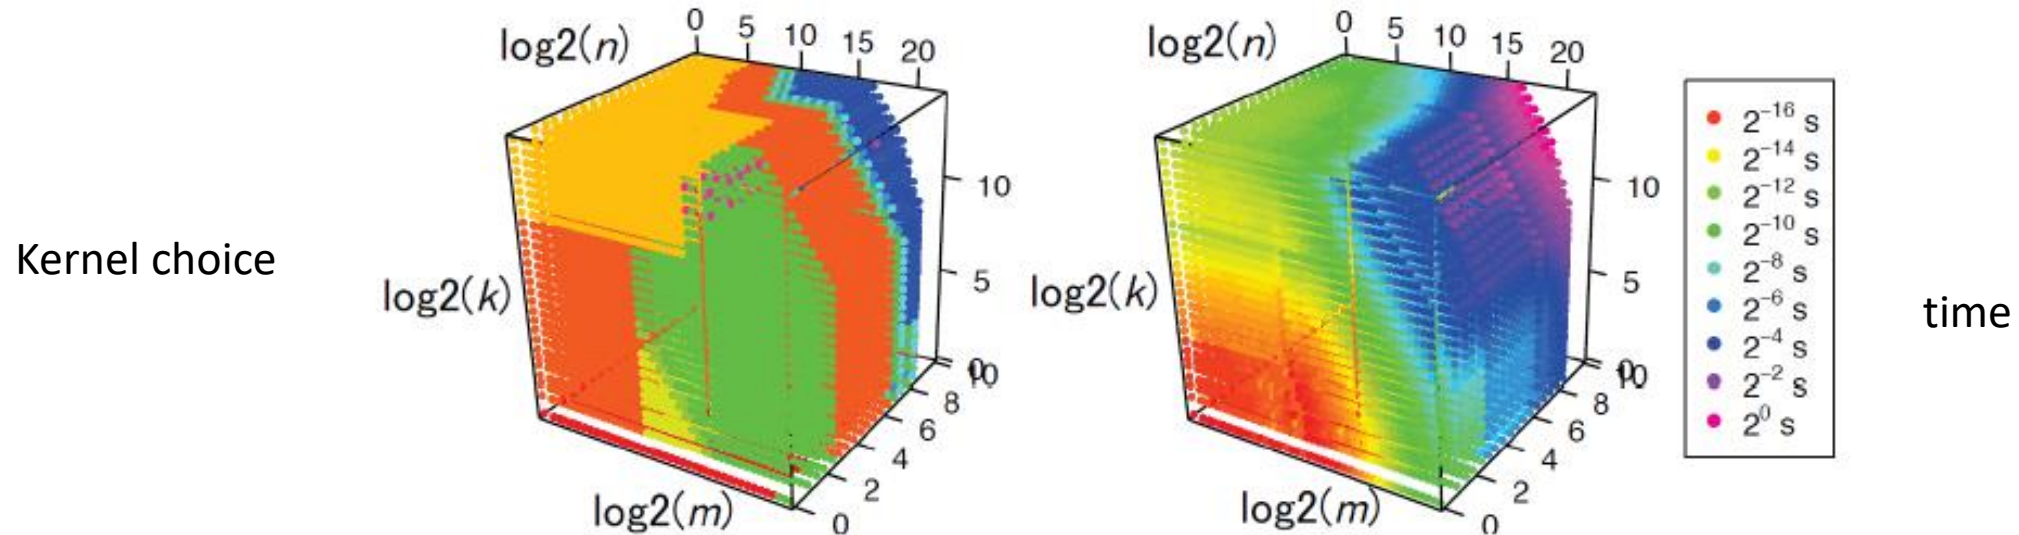 Kernel choice
log2(n)
0 5 10 15 20
log2(k)
10
5
0
10
8
6
4
2
0
log2(m)
log2(n)
0 5 10 15 20
log2(k)
10
5
0
10
8
6
4
2
0
log2(m)
2⁻¹⁶ s
2⁻¹⁴ s
2⁻¹² s
2⁻¹⁰ s
2⁻⁸ s
2⁻⁶ s
2⁻⁴ s
2⁻² s
2⁰ s
time